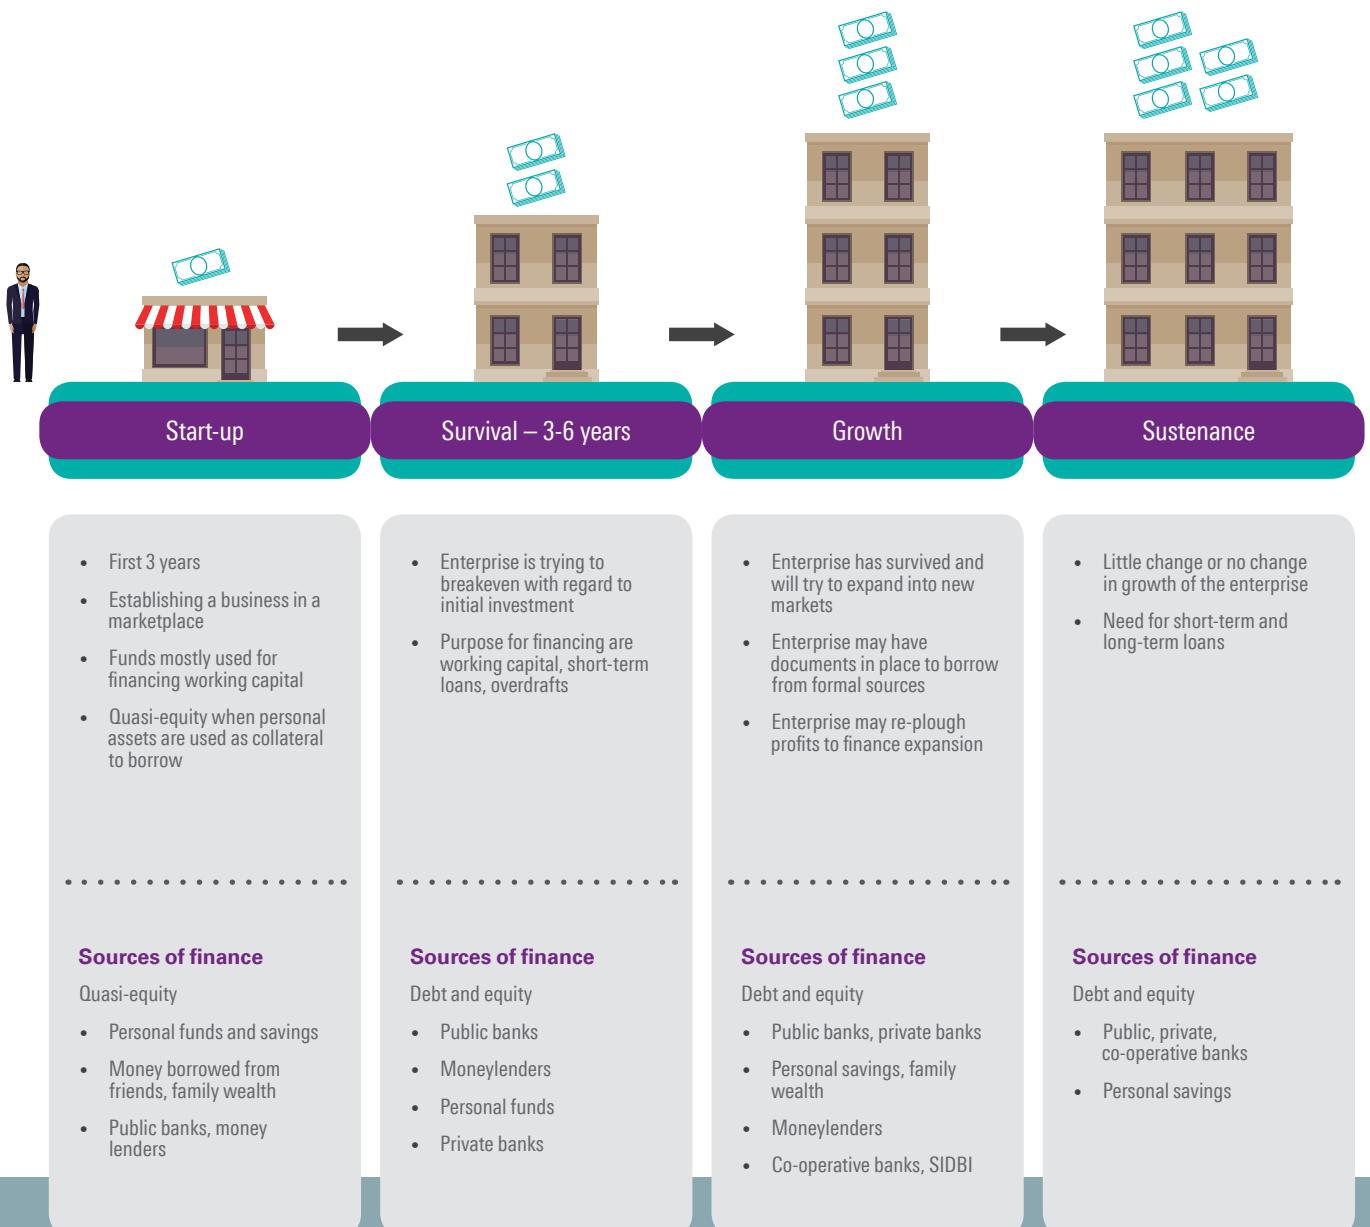 Start-up
Survival – 3-6 years
Growth
Sustenance
• First 3 years
• Establishing a business in a
marketplace
• Funds mostly used for
financing working capital
• Quasi-equity when personal
assets are used as collateral
to borrow
• Enterprise is trying to
breakeven with regard to
initial investment
• Purpose for financing are
working capital, short-term
loans, overdrafts
• Enterprise has survived and
will try to expand into new
markets
• Enterprise may have
documents in place to borrow
from formal sources
• Enterprise may re-plough
profits to finance expansion
• Little change or no change
in growth of the enterprise
• Need for short-term and
long-term loans
Sources of finance
Quasi-equity
• Personal funds and savings
• Money borrowed from
friends, family wealth
• Public banks, money
lenders
Sources of finance
Debt and equity
• Public banks
• Moneylenders
• Personal funds
• Private banks
Sources of finance
Debt and equity
• Public banks, private banks
• Personal savings, family
wealth
• Moneylenders
• Co-operative banks, SIDBI
Sources of finance
Debt and equity
• Public, private,
co-operative banks
• Personal savings